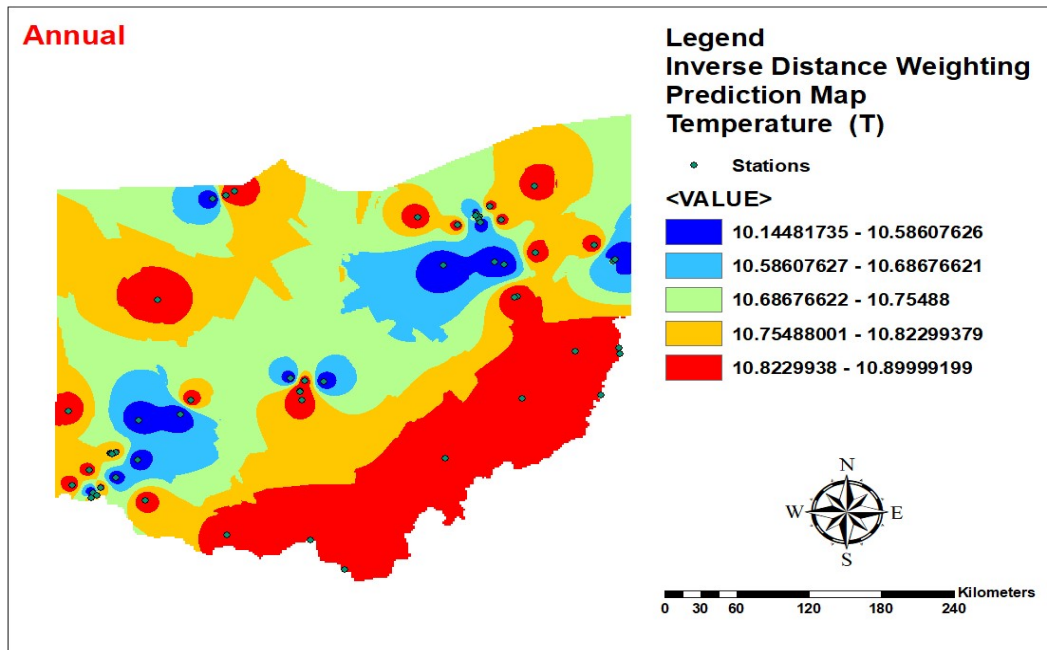 Annual
Legend
Inverse Distance Weighting
Prediction Map
Temperature (T)
Stations
<VALUE>
10.14481735 - 10.58607626
10.58607627 - 10.68676621
10.68676622 - 10.75488
10.75488001 - 10.82299379
10.8229938 - 10.89999199
N
W E
S
Kilometers
0 15 30 60 120 180 240